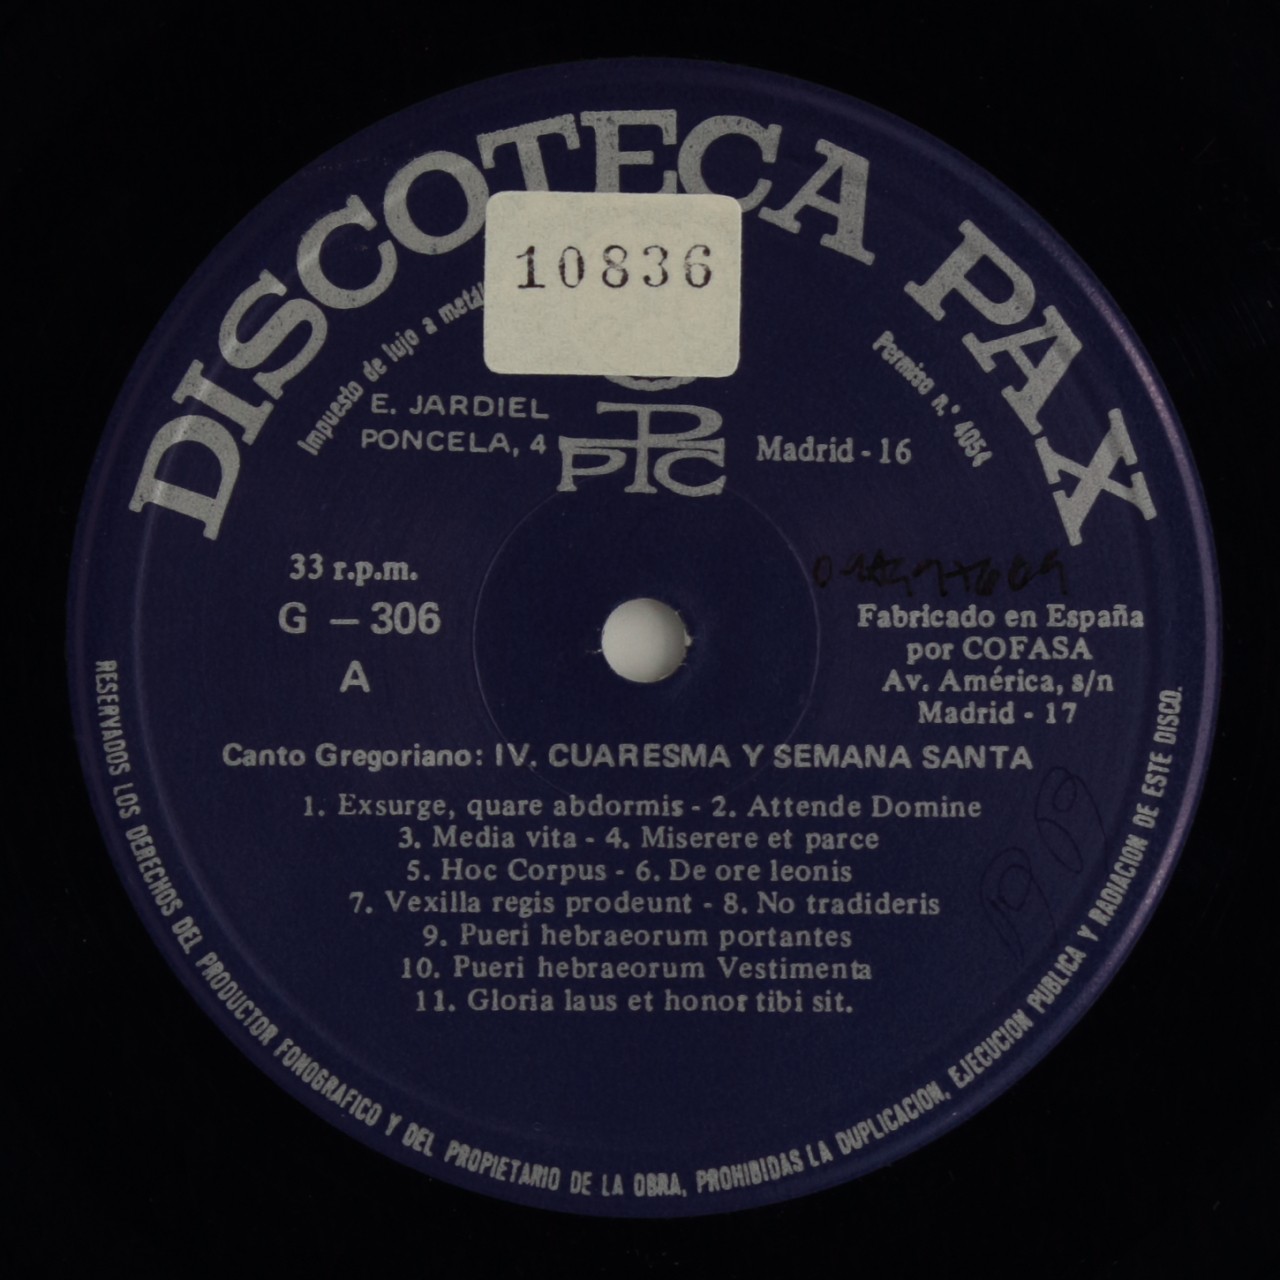 DISCOTECA PAX
10836
Impuesto de lujo a
Permiso n.º 4054
E. JARDIEL
PONCELA, 4
PPC
Madrid - 16
33 r.p.m.
G — 306
A
Fabricado en España
por COFASA
Av. América, s/n
Madrid - 17
Canto Gregoriano: IV. CUARESMA Y SEMANA SANTA
1. Exsurge, quare abdormis - 2. Attende Domine
3. Media vita - 4. Miserere et parce
5. Hoc Corpus - 6. De ore leonis
7. Vexilla regis prodeunt - 8. No tradideris
9. Pueri hebraeorum portantes
10. Pueri hebraeorum Vestimenta
11. Gloria laus et honor tibi sit.
RESERVADOS LOS DERECHOS DEL PRODUCTOR FONOGRAFICO Y DEL PROPIETARIO DE LA OBRA, PROHIBIDAS LA DUPLICACION, EJECUCION PUBLICA Y RADIACION DE ESTE DISCO.